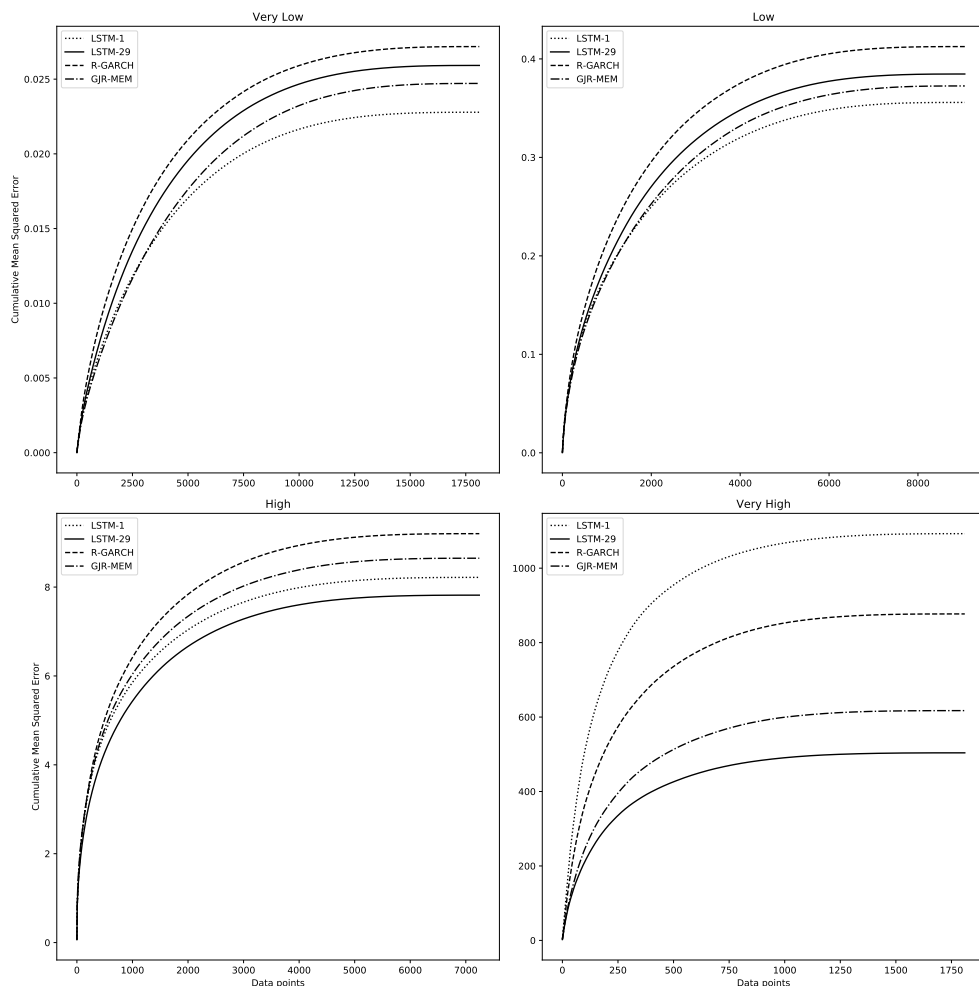 Very Low
LSTM-1
LSTM-29
R-GARCH
GJR-MEM
Cumulative Mean Squared Error
0.025
0.020
0.015
0.010
0.005
0.000
0 2500 5000 7500 10000 12500 15000 17500
Low
LSTM-1
LSTM-29
R-GARCH
GJR-MEM
0.4
0.3
0.2
0.1
0.0
0 2000 4000 6000 8000
High
LSTM-1
LSTM-29
R-GARCH
GJR-MEM
Cumulative Mean Squared Error
8
6
4
2
0
0 1000 2000 3000 4000 5000 6000 7000
Data points
Very High
LSTM-1
LSTM-29
R-GARCH
GJR-MEM
1000
800
600
400
200
0
0 250 500 750 1000 1250 1500 1750
Data points